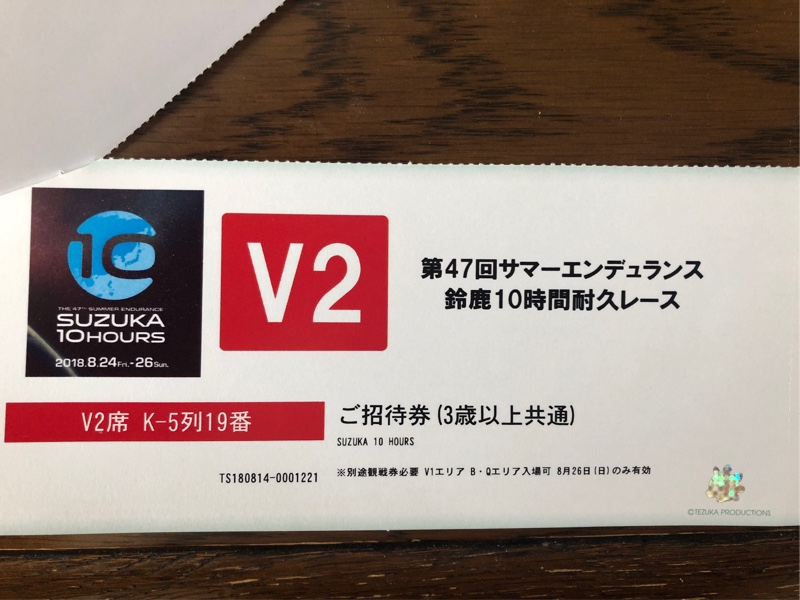 10
THE 47TH SUMMER ENDURANCE
SUZUKA
10HOURS
2018.8.24Fri.-26Sun.
V2
第47回サマーエンデュランス
鈴鹿10時間耐久レース
V2席 K-5列19番
ご招待券(3歳以上共通)
SUZUKA 10 HOURS
TS180814-0001221
※別途観戦券必要 V1エリア B・Qエリア入場可 8月26日(日)のみ有効
©TEZUKA PRODUCTIONS